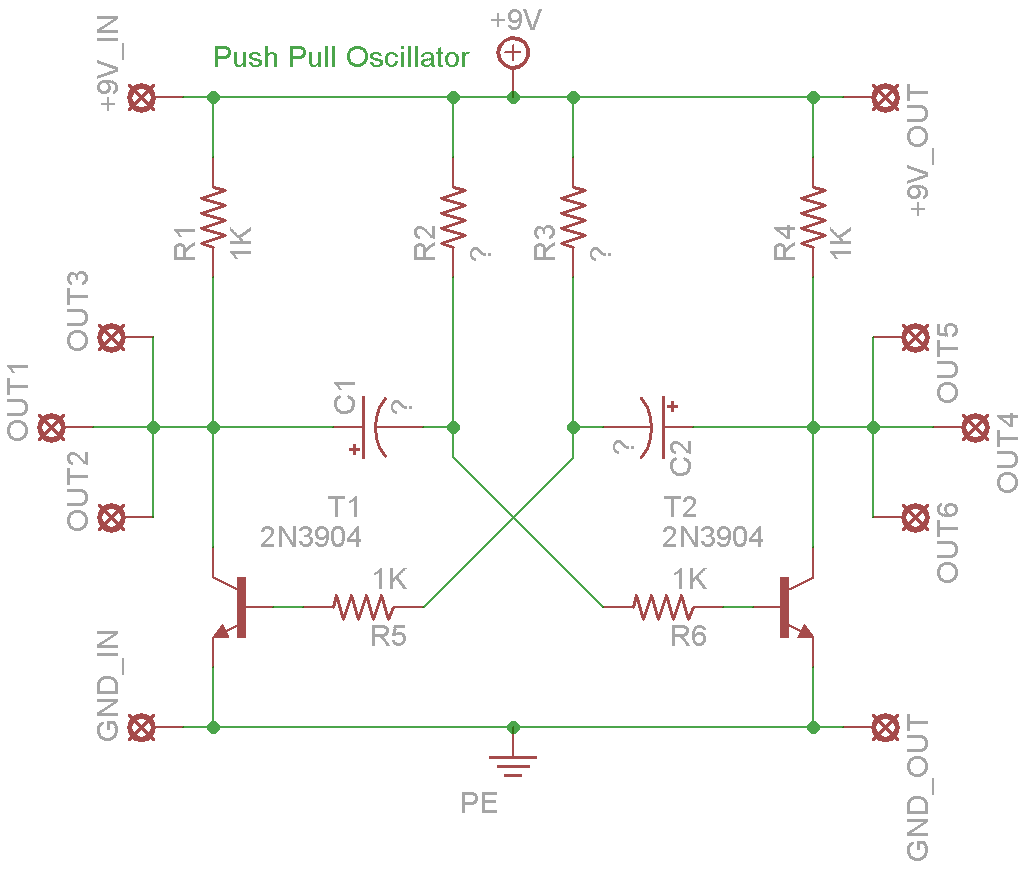 +9V
Push Pull Oscillator
+9V_IN
+9V_OUT
R1
1K
R2
?
R3
?
R4
1K
OUT3
OUT1
OUT2
C1
?
?
C2
OUT5
OUT4
OUT6
T1
2N3904
T2
2N3904
1K
R5
1K
R6
GND_IN
GND_OUT
PE